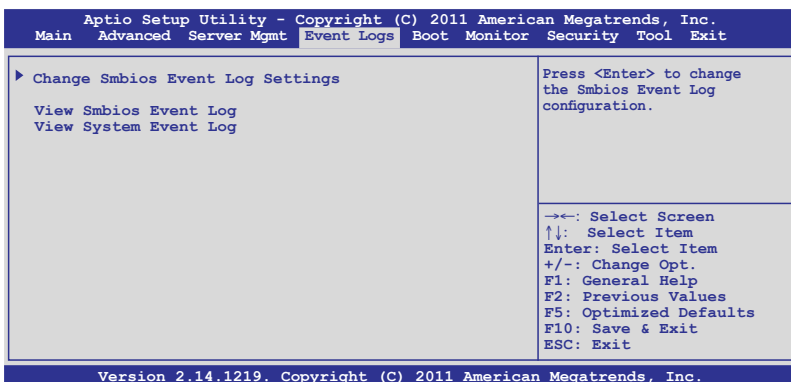 Aptio Setup Utility - Copyright (C) 2011 American Megatrends, Inc.
Main Advanced Server Mgmt Event Logs Boot Monitor Security Tool Exit
Change Smbios Event Log Settings
View Smbios Event Log
View System Event Log
Press <Enter> to change
the Smbios Event Log
configuration.
→←: Select Screen
↑↓: Select Item
Enter: Select Item
+/-: Change Opt.
F1: General Help
F2: Previous Values
F5: Optimized Defaults
F10: Save & Exit
ESC: Exit
Version 2.14.1219. Copyright (C) 2011 American Megatrends, Inc.